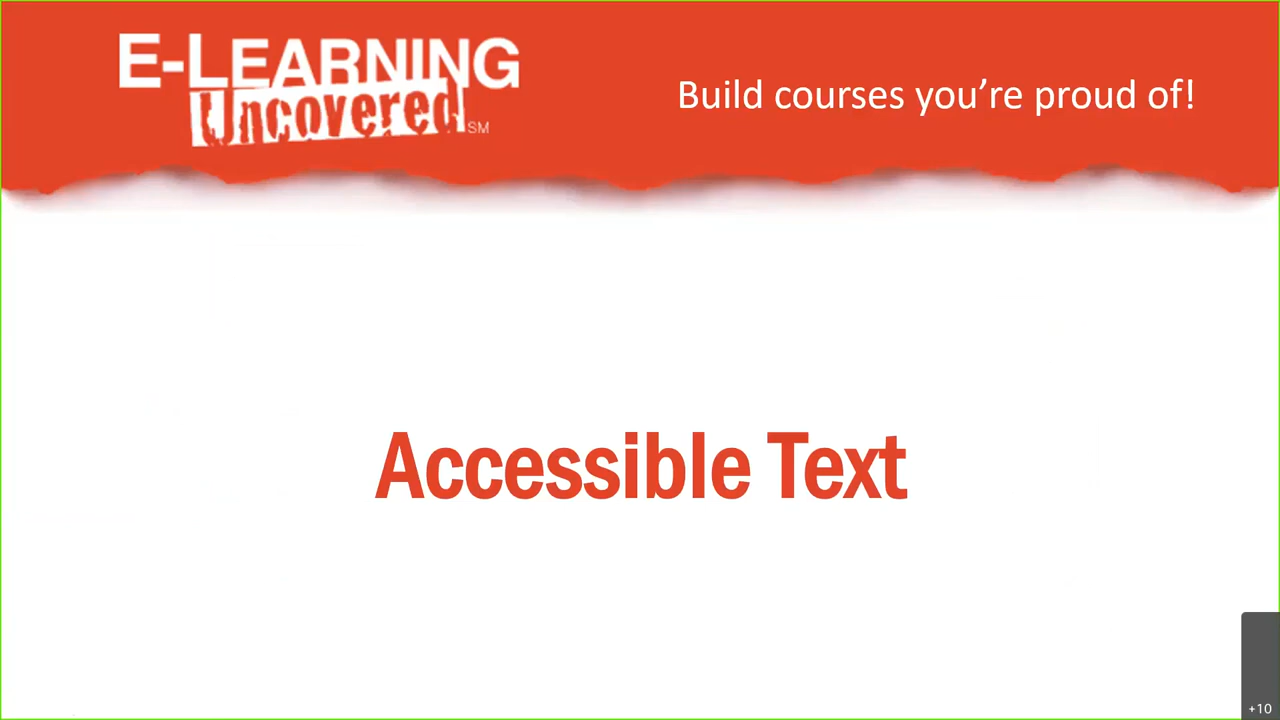 E-LEARNING
Uncovered SM
Build courses you’re proud of!
Accessible Text
+10